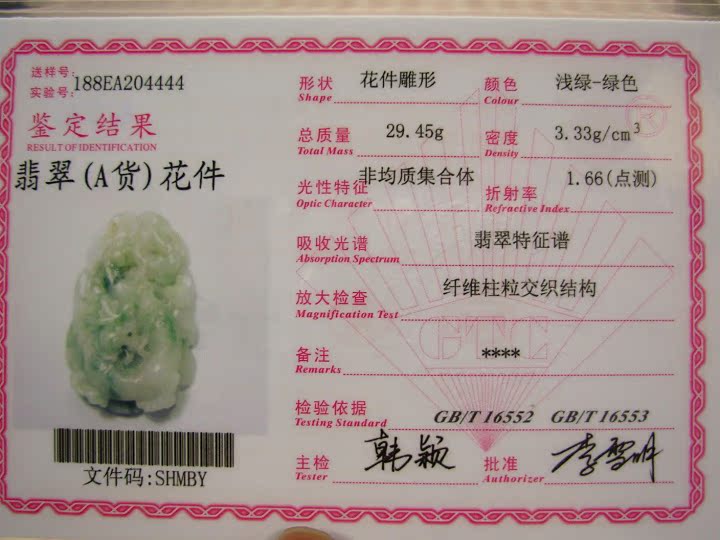 送样号:
实验号:
188EA204444
鉴定结果
RESULT OF IDENTIFICATION
翡翠(A货)花件
文件码:SHMBY
形状 花件雕形 颜色 浅绿-绿色
Shape Colour
总质量 29.45g 密度 3.33g/cm³
Total Mass Density
光性特征 非均质集合体 折射率 1.66(点测)
Optic Character Refractive Index
吸收光谱 翡翠特征谱
Absorption Spectrum
放大检查 纤维柱粒交织结构
Magnification Test
备注 ****
Remarks
检验依据 GB/T 16552 GB/T 16553
Testing Standard
主检 韩颖 批准 李雪明
Tester Authorizer
GTC
®